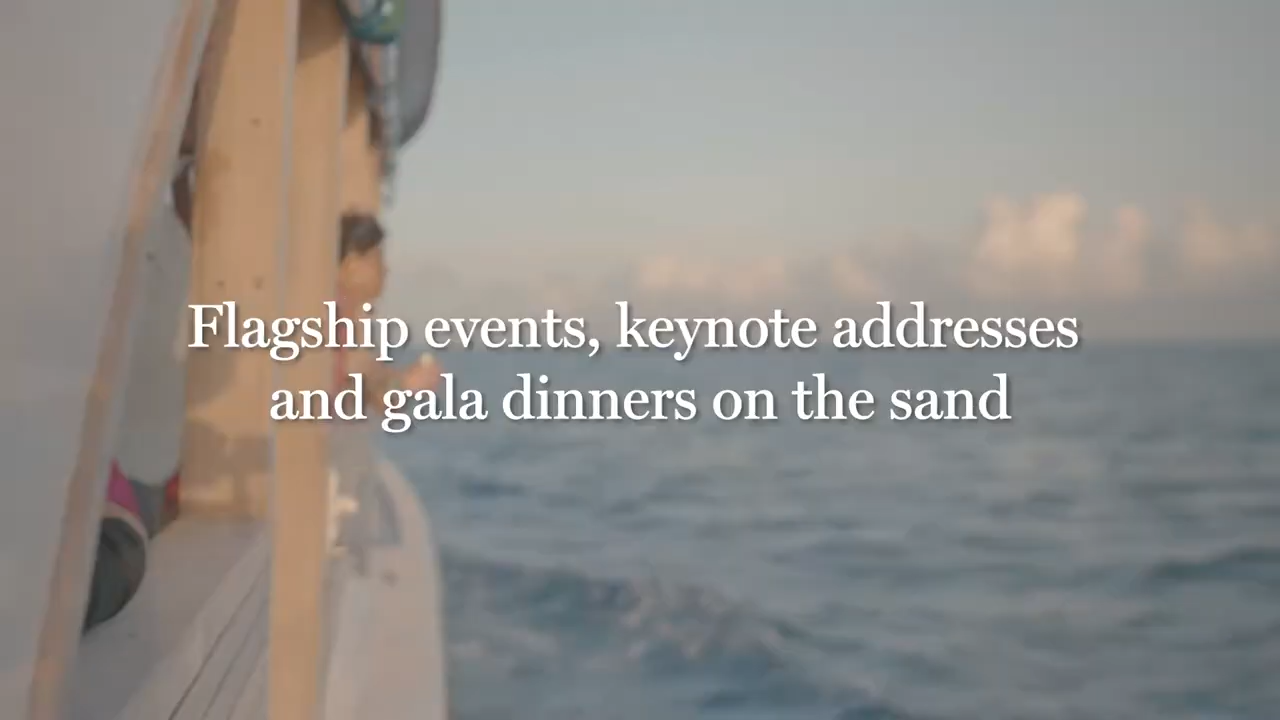 Flagship events, keynote addresses
and gala dinners on the sand